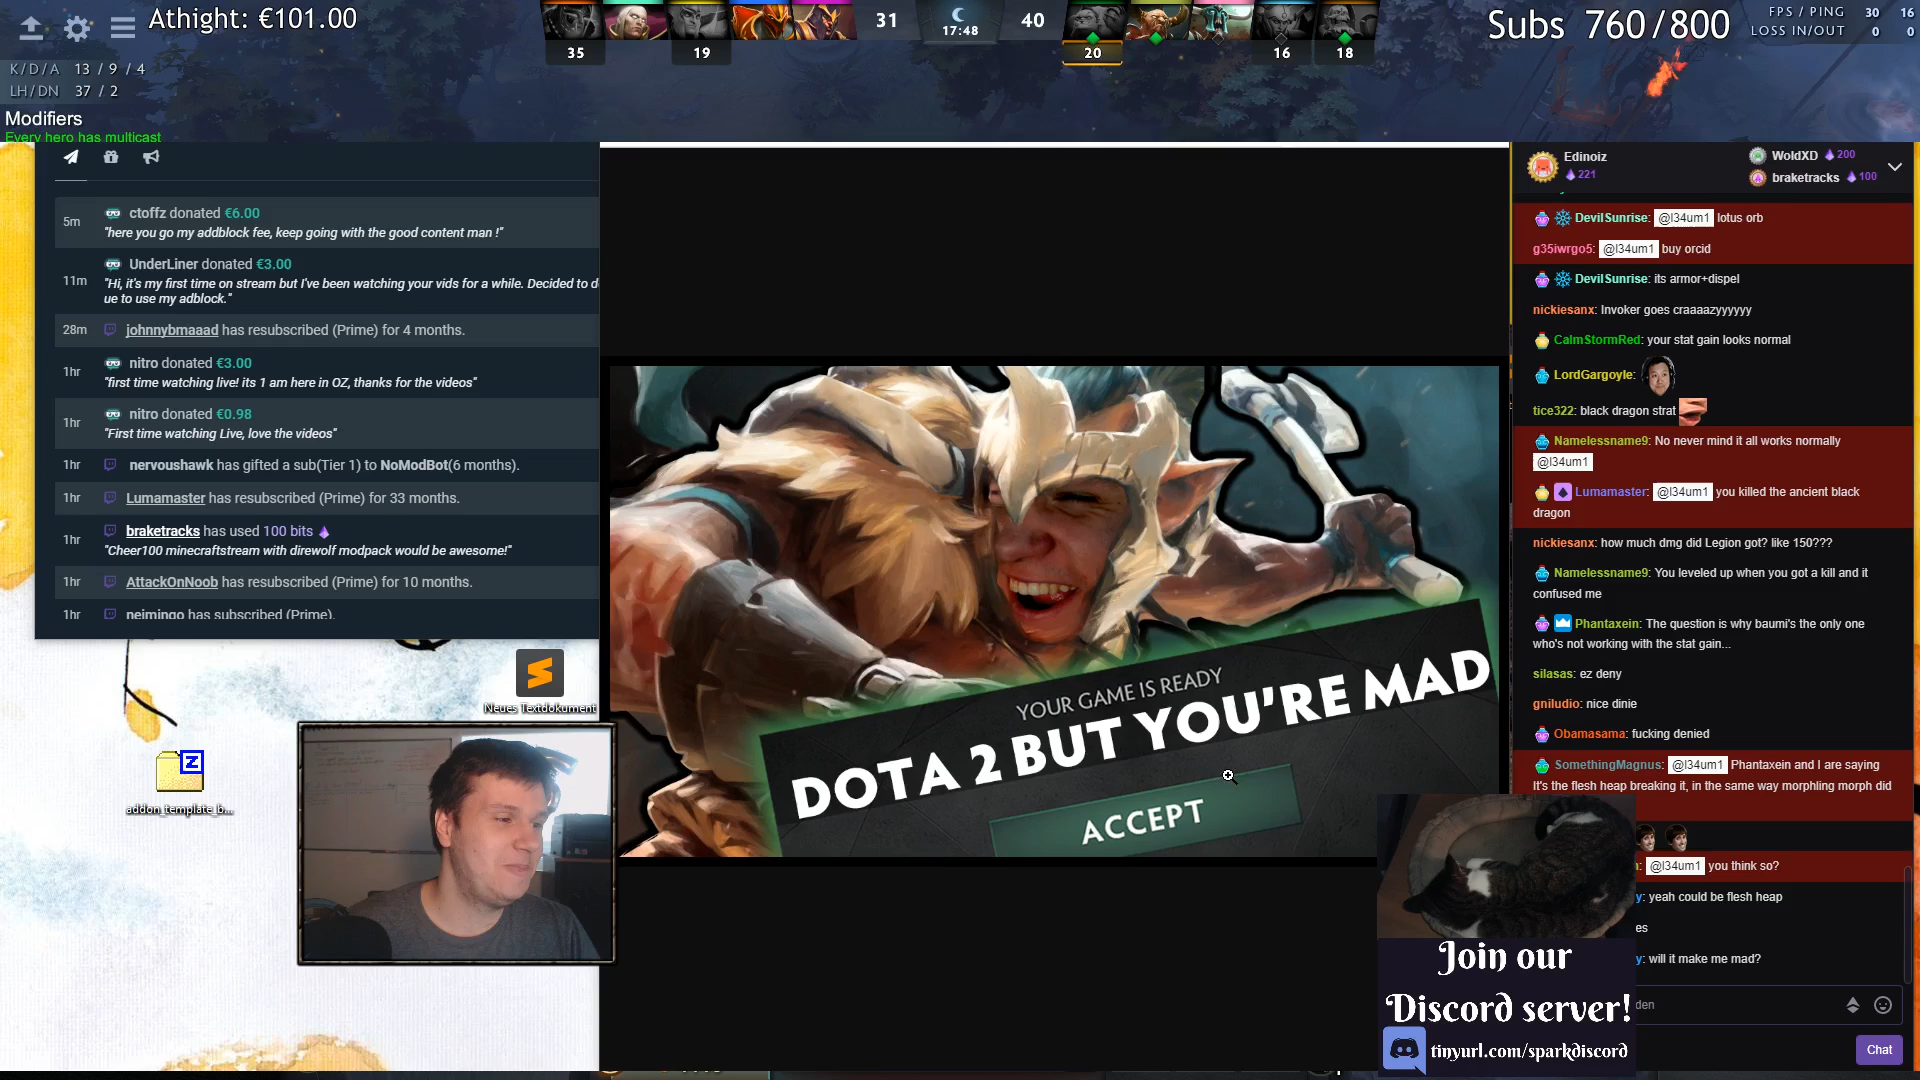 Athight: €101.00
K/D/A 13 / 9 / 4
LH/DN 37 / 2
Modifiers
Every hero has multicast
31
17:48
40
35
19
20
16
18
Subs 760/800
FPS / PING 30 16
LOSS IN/OUT 0 0
5m
ctoffz donated €6.00
"here you go my addblock fee, keep going with the good content man !"
11m
UnderLiner donated €3.00
"Hi, it's my first time on stream but I've been watching your vids for a while. Decided to d
ue to use my adblock."
28m
johnnybmaaad has resubscribed (Prime) for 4 months.
1hr
nitro donated €3.00
"first time watching live! its 1 am here in OZ, thanks for the videos"
1hr
nitro donated €0.98
"First time watching Live, love the videos"
1hr
nervoushawk has gifted a sub(Tier 1) to NoModBot(6 months).
1hr
Lumamaster has resubscribed (Prime) for 33 months.
1hr
braketracks has used 100 bits
"Cheer100 minecraftstream with direwolf modpack would be awesome!"
1hr
AttackOnNoob has resubscribed (Prime) for 10 months.
1hr
neimingo has subscribed (Prime).
Neues Textdokument
addon_template_b...
YOUR GAME IS READY
DOTA 2 BUT YOU'RE MAD
ACCEPT
Edinoiz
221
WoldXD 200
braketracks 100
DevilSunrise: @l34um1 lotus orb
g35iwrgo5: @l34um1 buy orcid
DevilSunrise: its armor+dispel
nickiesanx: Invoker goes craaaazyyyyyy
CalmStormRed: your stat gain looks normal
LordGargoyle:
tice322: black dragon strat
Namelessname9: No never mind it all works normally
@l34um1
Lumamaster: @l34um1 you killed the ancient black
dragon
nickiesanx: how much dmg did Legion got? like 150???
Namelessname9: You leveled up when you got a kill and it
confused me
Phantaxein: The question is why baumi's the only one
who's not working with the stat gain...
silasas: ez deny
gniludio: nice dinie
Obamasama: fucking denied
SomethingMagnus: @l34um1 Phantaxein and I are saying
It's the flesh heap breaking it, in the same way morphling morph did
@l34um1 you think so?
y: yeah could be flesh heap
es
y: will it make me mad?
den
Chat
Join our
Discord server!
tinyurl.com/sparkdiscord